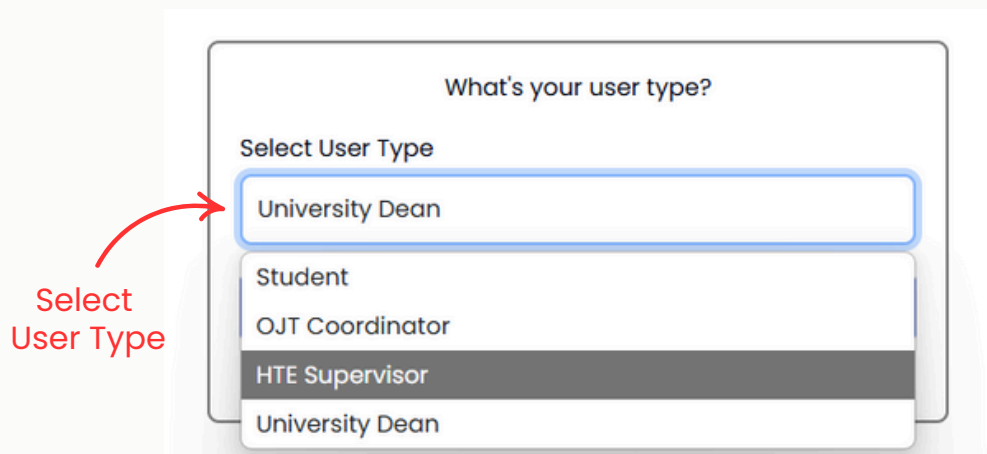 What's your user type?
Select User Type
University Dean
Student
OJT Coordinator
HTE Supervisor
University Dean
Select
User Type